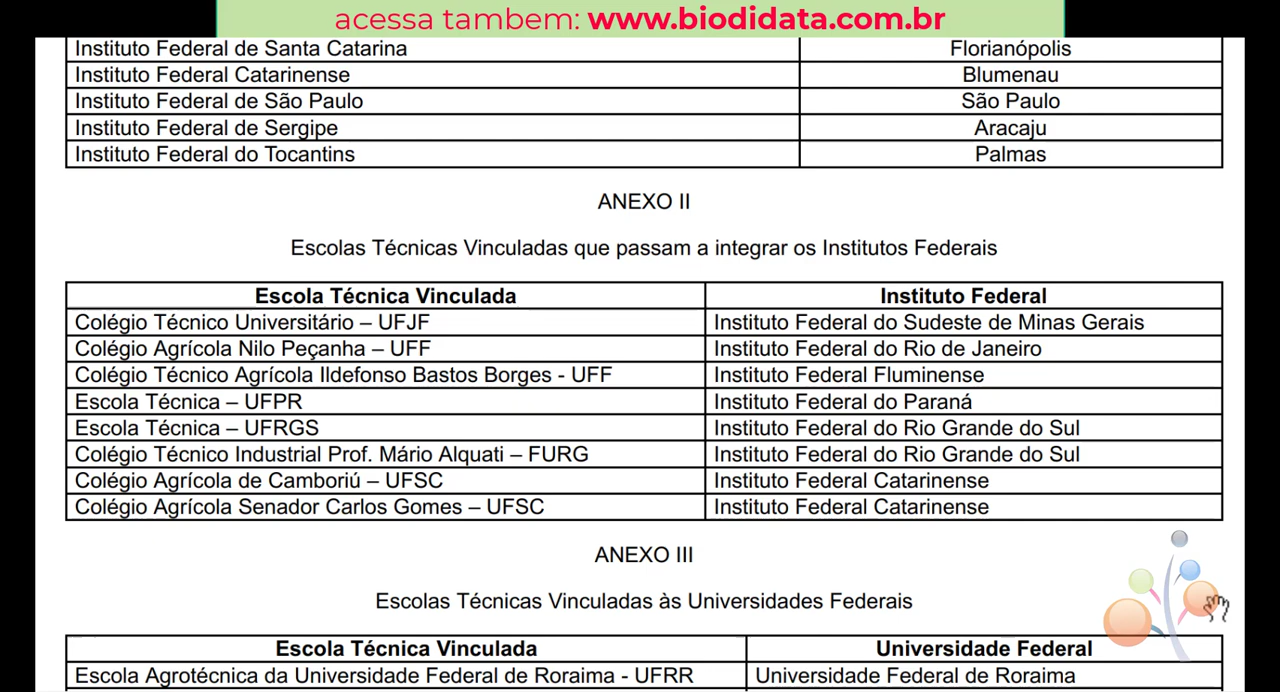 acessa tambem: www.biodidata.com.br
Instituto Federal de Santa Catarina Florianópolis
Instituto Federal Catarinense Blumenau
Instituto Federal de São Paulo São Paulo
Instituto Federal de Sergipe Aracaju
Instituto Federal do Tocantins Palmas
ANEXO II
Escolas Técnicas Vinculadas que passam a integrar os Institutos Federais
Escola Técnica Vinculada Instituto Federal
Colégio Técnico Universitário – UFJF Instituto Federal do Sudeste de Minas Gerais
Colégio Agrícola Nilo Peçanha – UFF Instituto Federal do Rio de Janeiro
Colégio Técnico Agrícola Ildefonso Bastos Borges - UFF Instituto Federal Fluminense
Escola Técnica – UFPR Instituto Federal do Paraná
Escola Técnica – UFRGS Instituto Federal do Rio Grande do Sul
Colégio Técnico Industrial Prof. Mário Alquati – FURG Instituto Federal do Rio Grande do Sul
Colégio Agrícola de Camboriú – UFSC Instituto Federal Catarinense
Colégio Agrícola Senador Carlos Gomes – UFSC Instituto Federal Catarinense
ANEXO III
Escolas Técnicas Vinculadas às Universidades Federais
Escola Técnica Vinculada Universidade Federal
Escola Agrotécnica da Universidade Federal de Roraima - UFRR Universidade Federal de Roraima